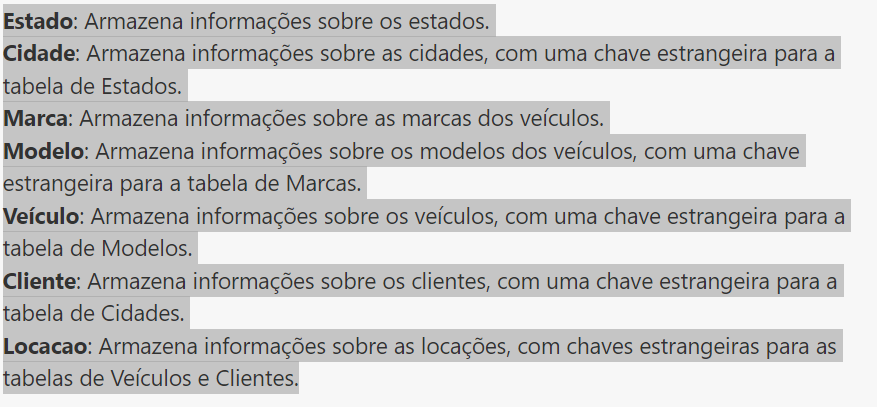 Estado: Armazena informações sobre os estados.
Cidade: Armazena informações sobre as cidades, com uma chave estrangeira para a
tabela de Estados.
Marca: Armazena informações sobre as marcas dos veículos.
Modelo: Armazena informações sobre os modelos dos veículos, com uma chave
estrangeira para a tabela de Marcas.
Veículo: Armazena informações sobre os veículos, com uma chave estrangeira para a
tabela de Modelos.
Cliente: Armazena informações sobre os clientes, com uma chave estrangeira para a
tabela de Cidades.
Locacao: Armazena informações sobre as locações, com chaves estrangeiras para as
tabelas de Veículos e Clientes.